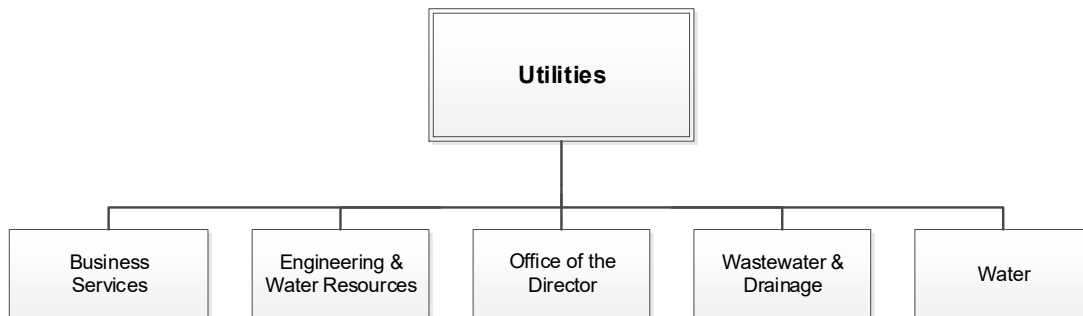 Utilities
Business
Services
Engineering &
Water Resources
Office of the
Director
Wastewater &
Drainage
Water